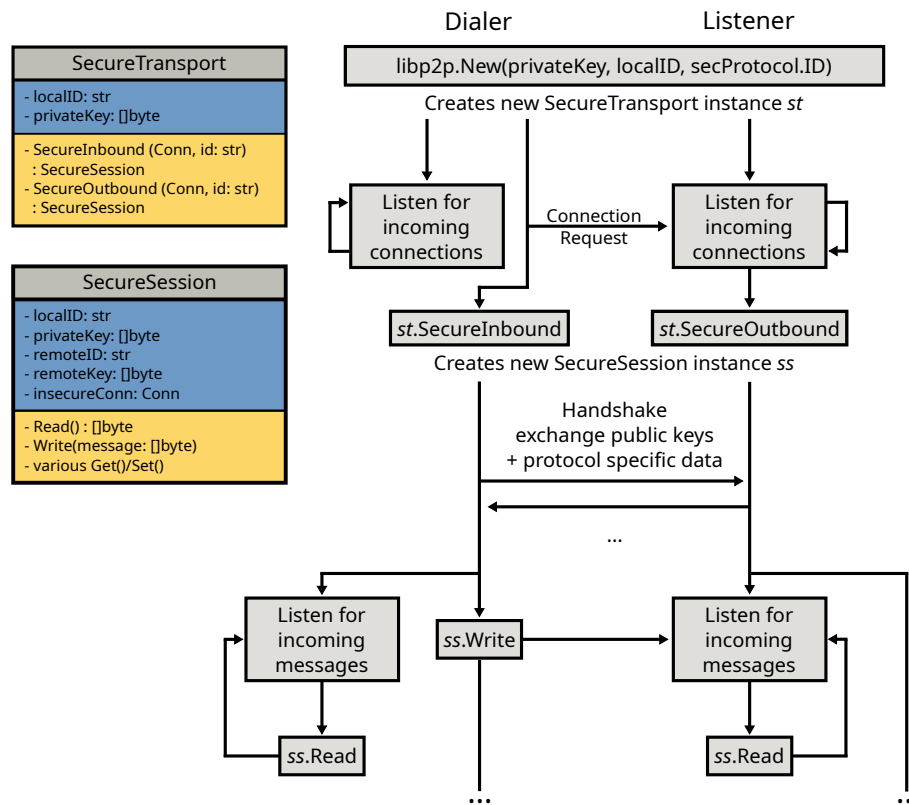 Dialer
Listener
SecureTransport
- localID: str
- privateKey: []byte
- SecureInbound (Conn, id: str)
: SecureSession
- SecureOutbound (Conn, id: str)
: SecureSession
SecureSession
- localID: str
- privateKey: []byte
- remoteID: str
- remoteKey: []byte
- insecureConn: Conn
- Read() : []byte
- Write(message: []byte)
- various Get()/Set()
libp2p.New(privateKey, localID, secProtocol.ID)
Creates new SecureTransport instance st
Listen for
incoming
connections
Connection
Request
Listen for
incoming
connections
st.SecureInbound
st.SecureOutbound
Creates new SecureSession instance ss
Handshake
exchange public keys
+ protocol specific data
...
Listen for
incoming
messages
ss.Write
Listen for
incoming
messages
ss.Read
ss.Read
...
..